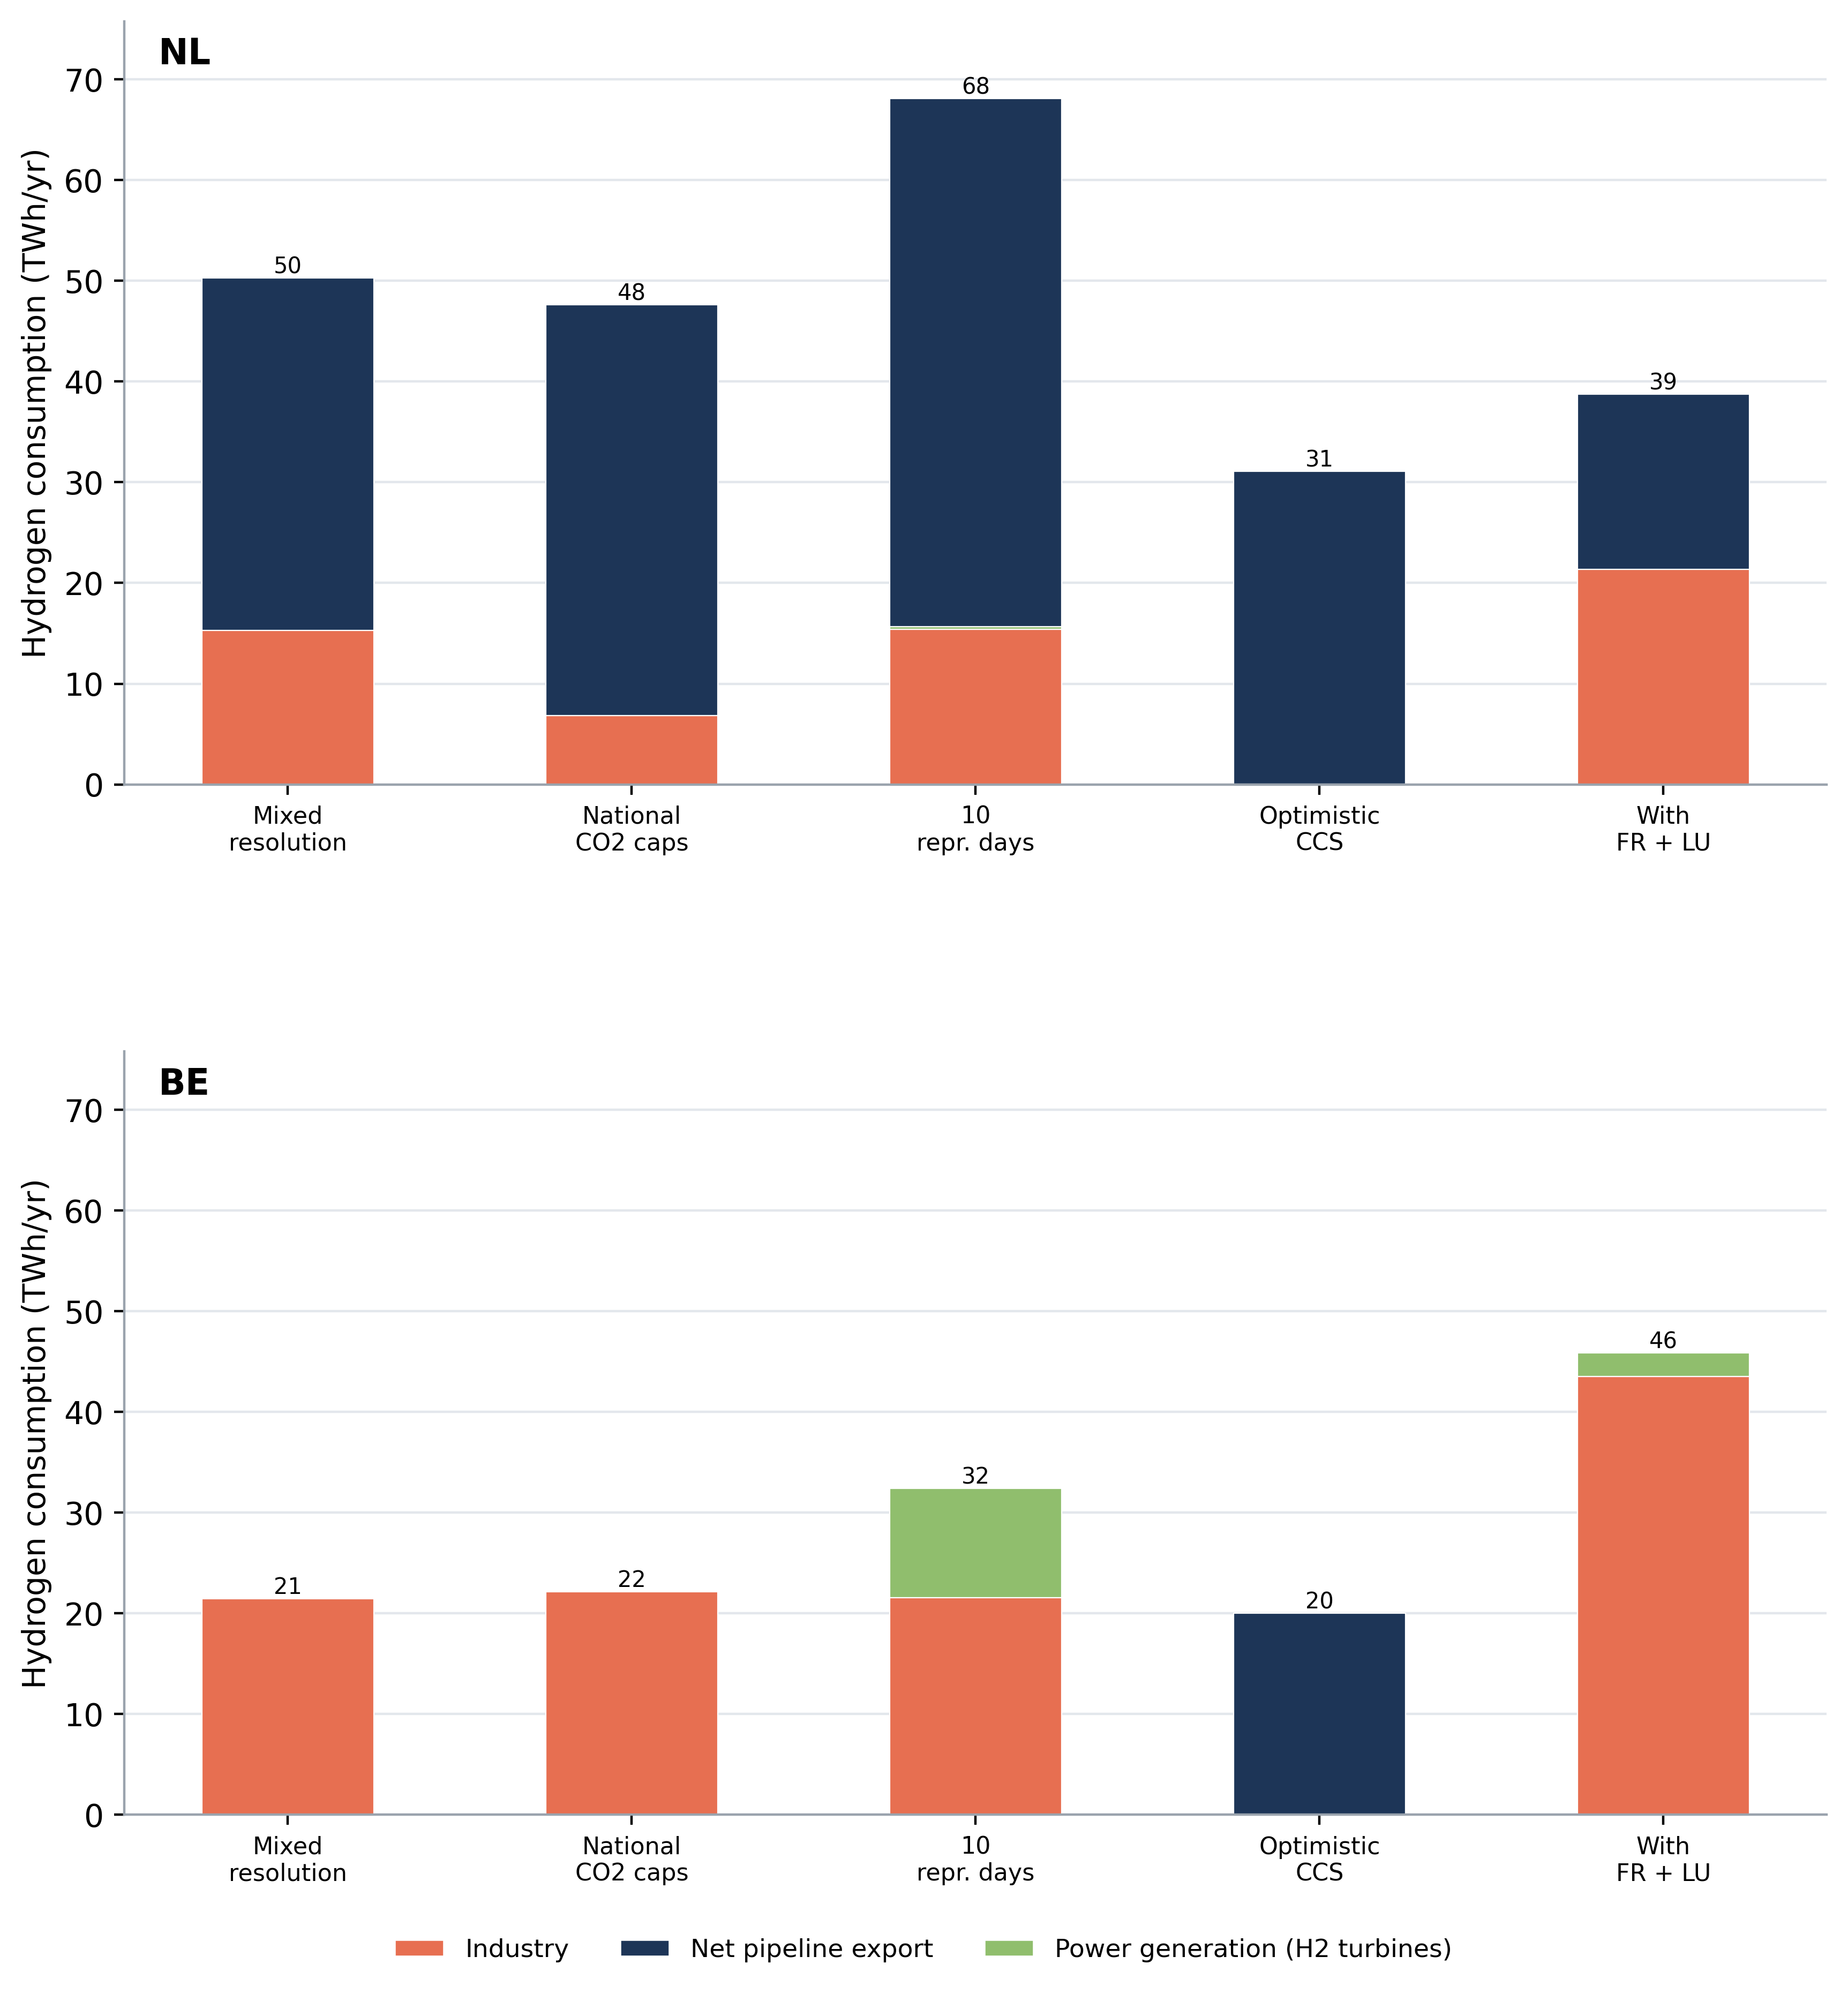 NL
Hydrogen consumption (TWh/yr)
70
60
50
40
30
20
10
0
50
48
68
31
39
Mixed
resolution
National
CO2 caps
10
repr. days
Optimistic
CCS
With
FR + LU
BE
Hydrogen consumption (TWh/yr)
70
60
50
40
30
20
10
0
21
22
32
20
46
Mixed
resolution
National
CO2 caps
10
repr. days
Optimistic
CCS
With
FR + LU
Industry
Net pipeline export
Power generation (H2 turbines)